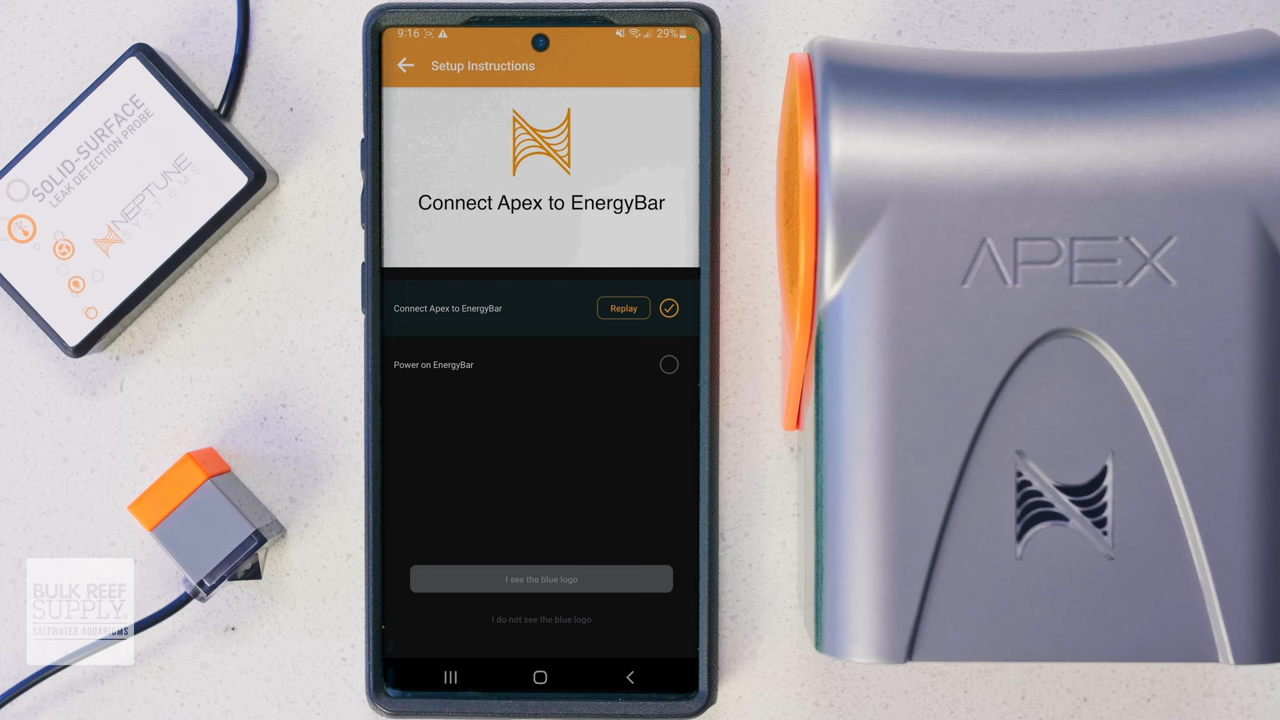 SOLID-SURFACE
LEAK DETECTION PROBE
NEPTUNE
SYSTEMS
9:16
29%
Setup Instructions
Connect Apex to EnergyBar
Connect Apex to EnergyBar
Replay
Power on EnergyBar
I see the blue logo
I do not see the blue logo
APEX
BULK REEF
SUPPLY.
SALTWATER AQUARIUMS